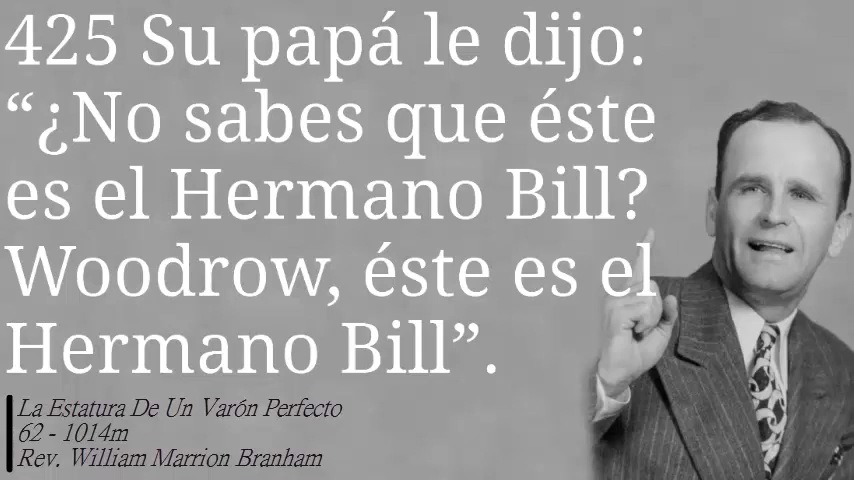 425 Su papá le dijo:
“¿No sabes que éste
es el Hermano Bill?
Woodrow, éste es el
Hermano Bill”.
La Estatura De Un Varón Perfecto
62 - 1014m
Rev. William Marrion Branham